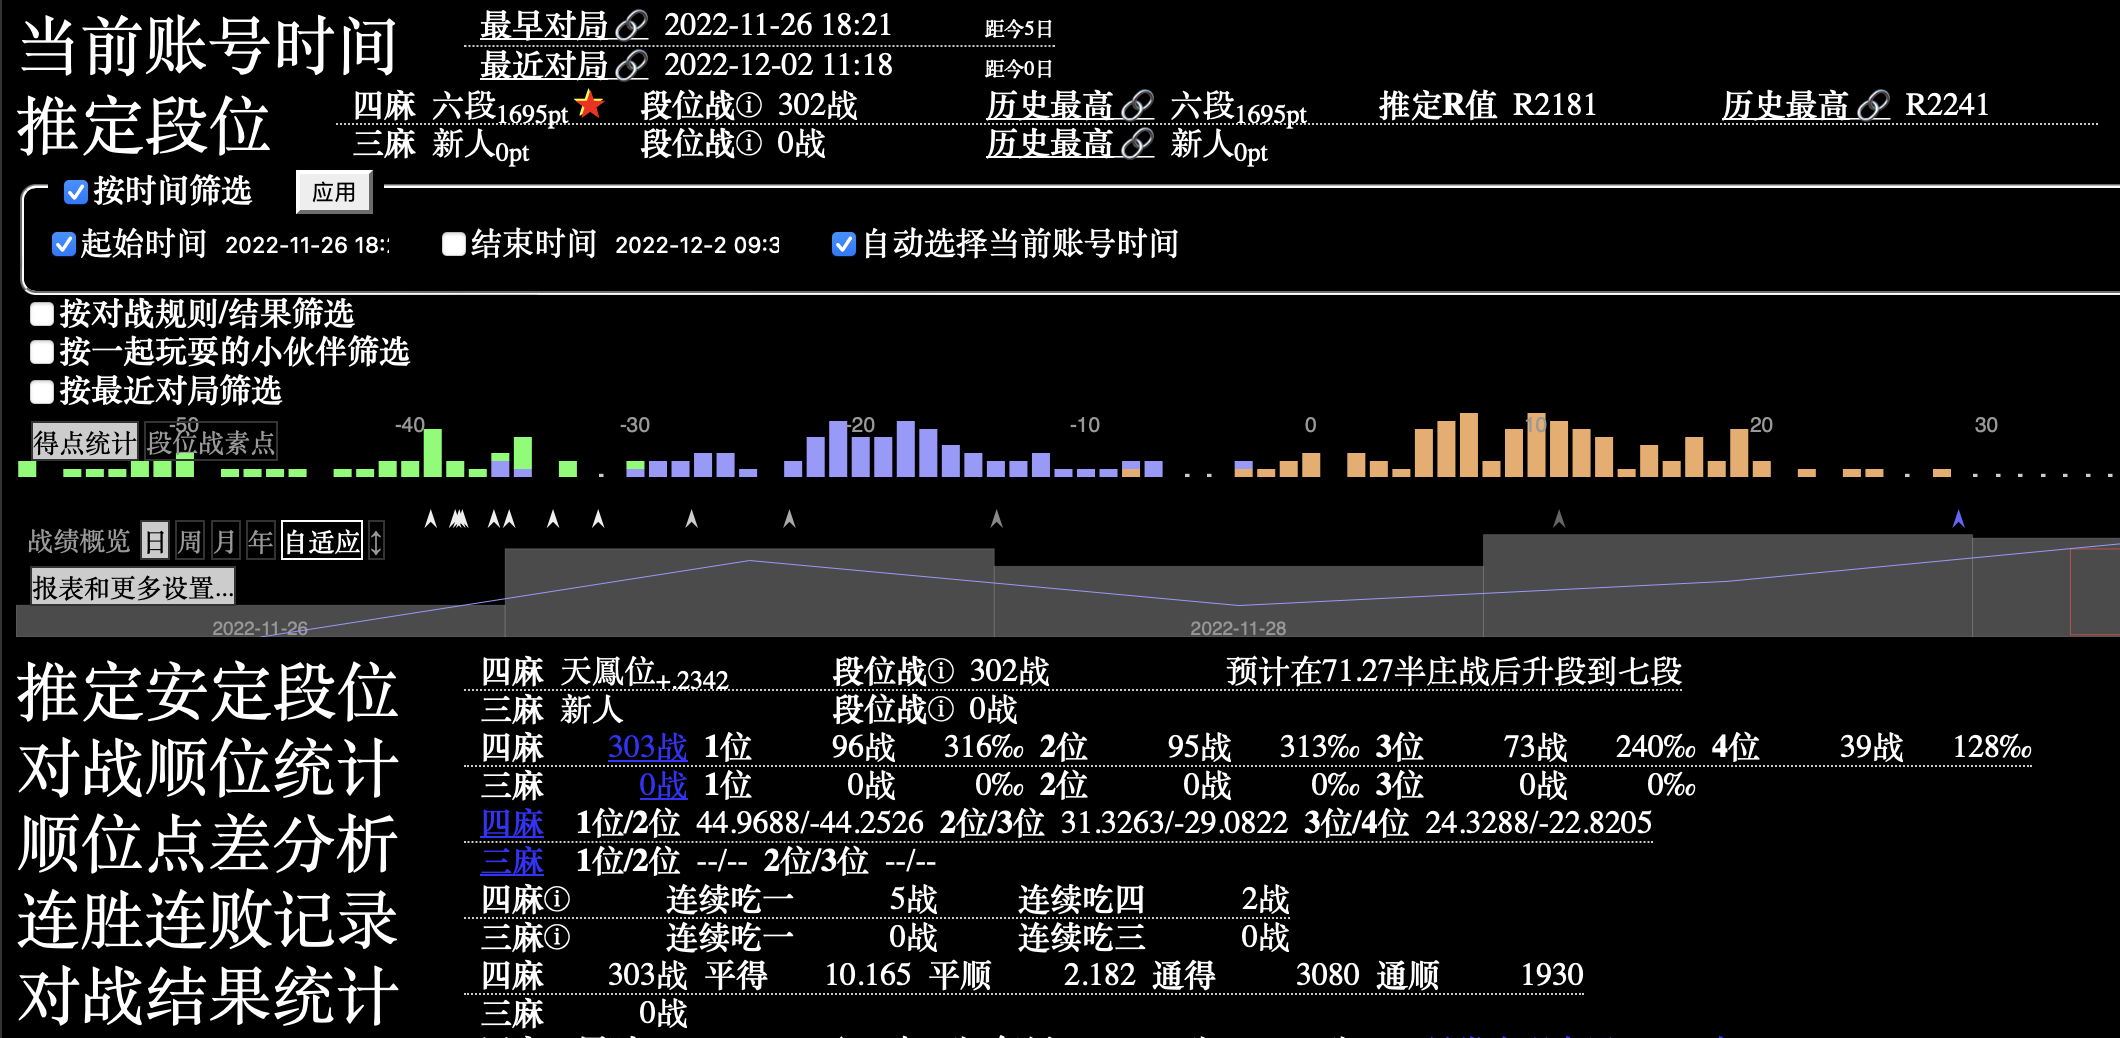 当前账号时间
最早对局🔗 2022-11-26 18:21 距今5日
最近对局🔗 2022-12-02 11:18 距今0日
推定段位
四麻 六段1695pt⭐ 段位战ⓘ 302战 历史最高🔗 六段1695pt 推定R值 R2181 历史最高🔗 R2241
三麻 新人0pt 段位战ⓘ 0战 历史最高🔗 新人0pt
按时间筛选 应用
起始时间 2022-11-26 18: 结束时间 2022-12-2 09:3 自动选择当前账号时间
按对战规则/结果筛选
按一起玩耍的小伙伴筛选
按最近对局筛选
-50 -40 -30 -20 -10 0 10 20 30
得点统计 段位战素点
战绩概览 日 周 月 年 自适应 ↕
报表和更多设置...
2022-11-26 2022-11-28
推定安定段位
四麻 天鳳位+.2342 段位战ⓘ 302战 预计在71.27半庄战后升段到七段
三麻 新人 段位战ⓘ 0战
对战顺位统计
四麻 303战 1位 96战 316‰ 2位 95战 313‰ 3位 73战 240‰ 4位 39战 128‰
三麻 0战 1位 0战 0‰ 2位 0战 0‰ 3位 0战 0‰
顺位点差分析
四麻 1位/2位 44.9688/-44.2526 2位/3位 31.3263/-29.0822 3位/4位 24.3288/-22.8205
三麻 1位/2位 --/-- 2位/3位 --/--
连胜连败记录
四麻ⓘ 连续吃一 5战 连续吃四 2战
三麻ⓘ 连续吃一 0战 连续吃三 0战
对战结果统计
四麻 303战 平得 10.165 平顺 2.182 通得 3080 通顺 1930
三麻 0战